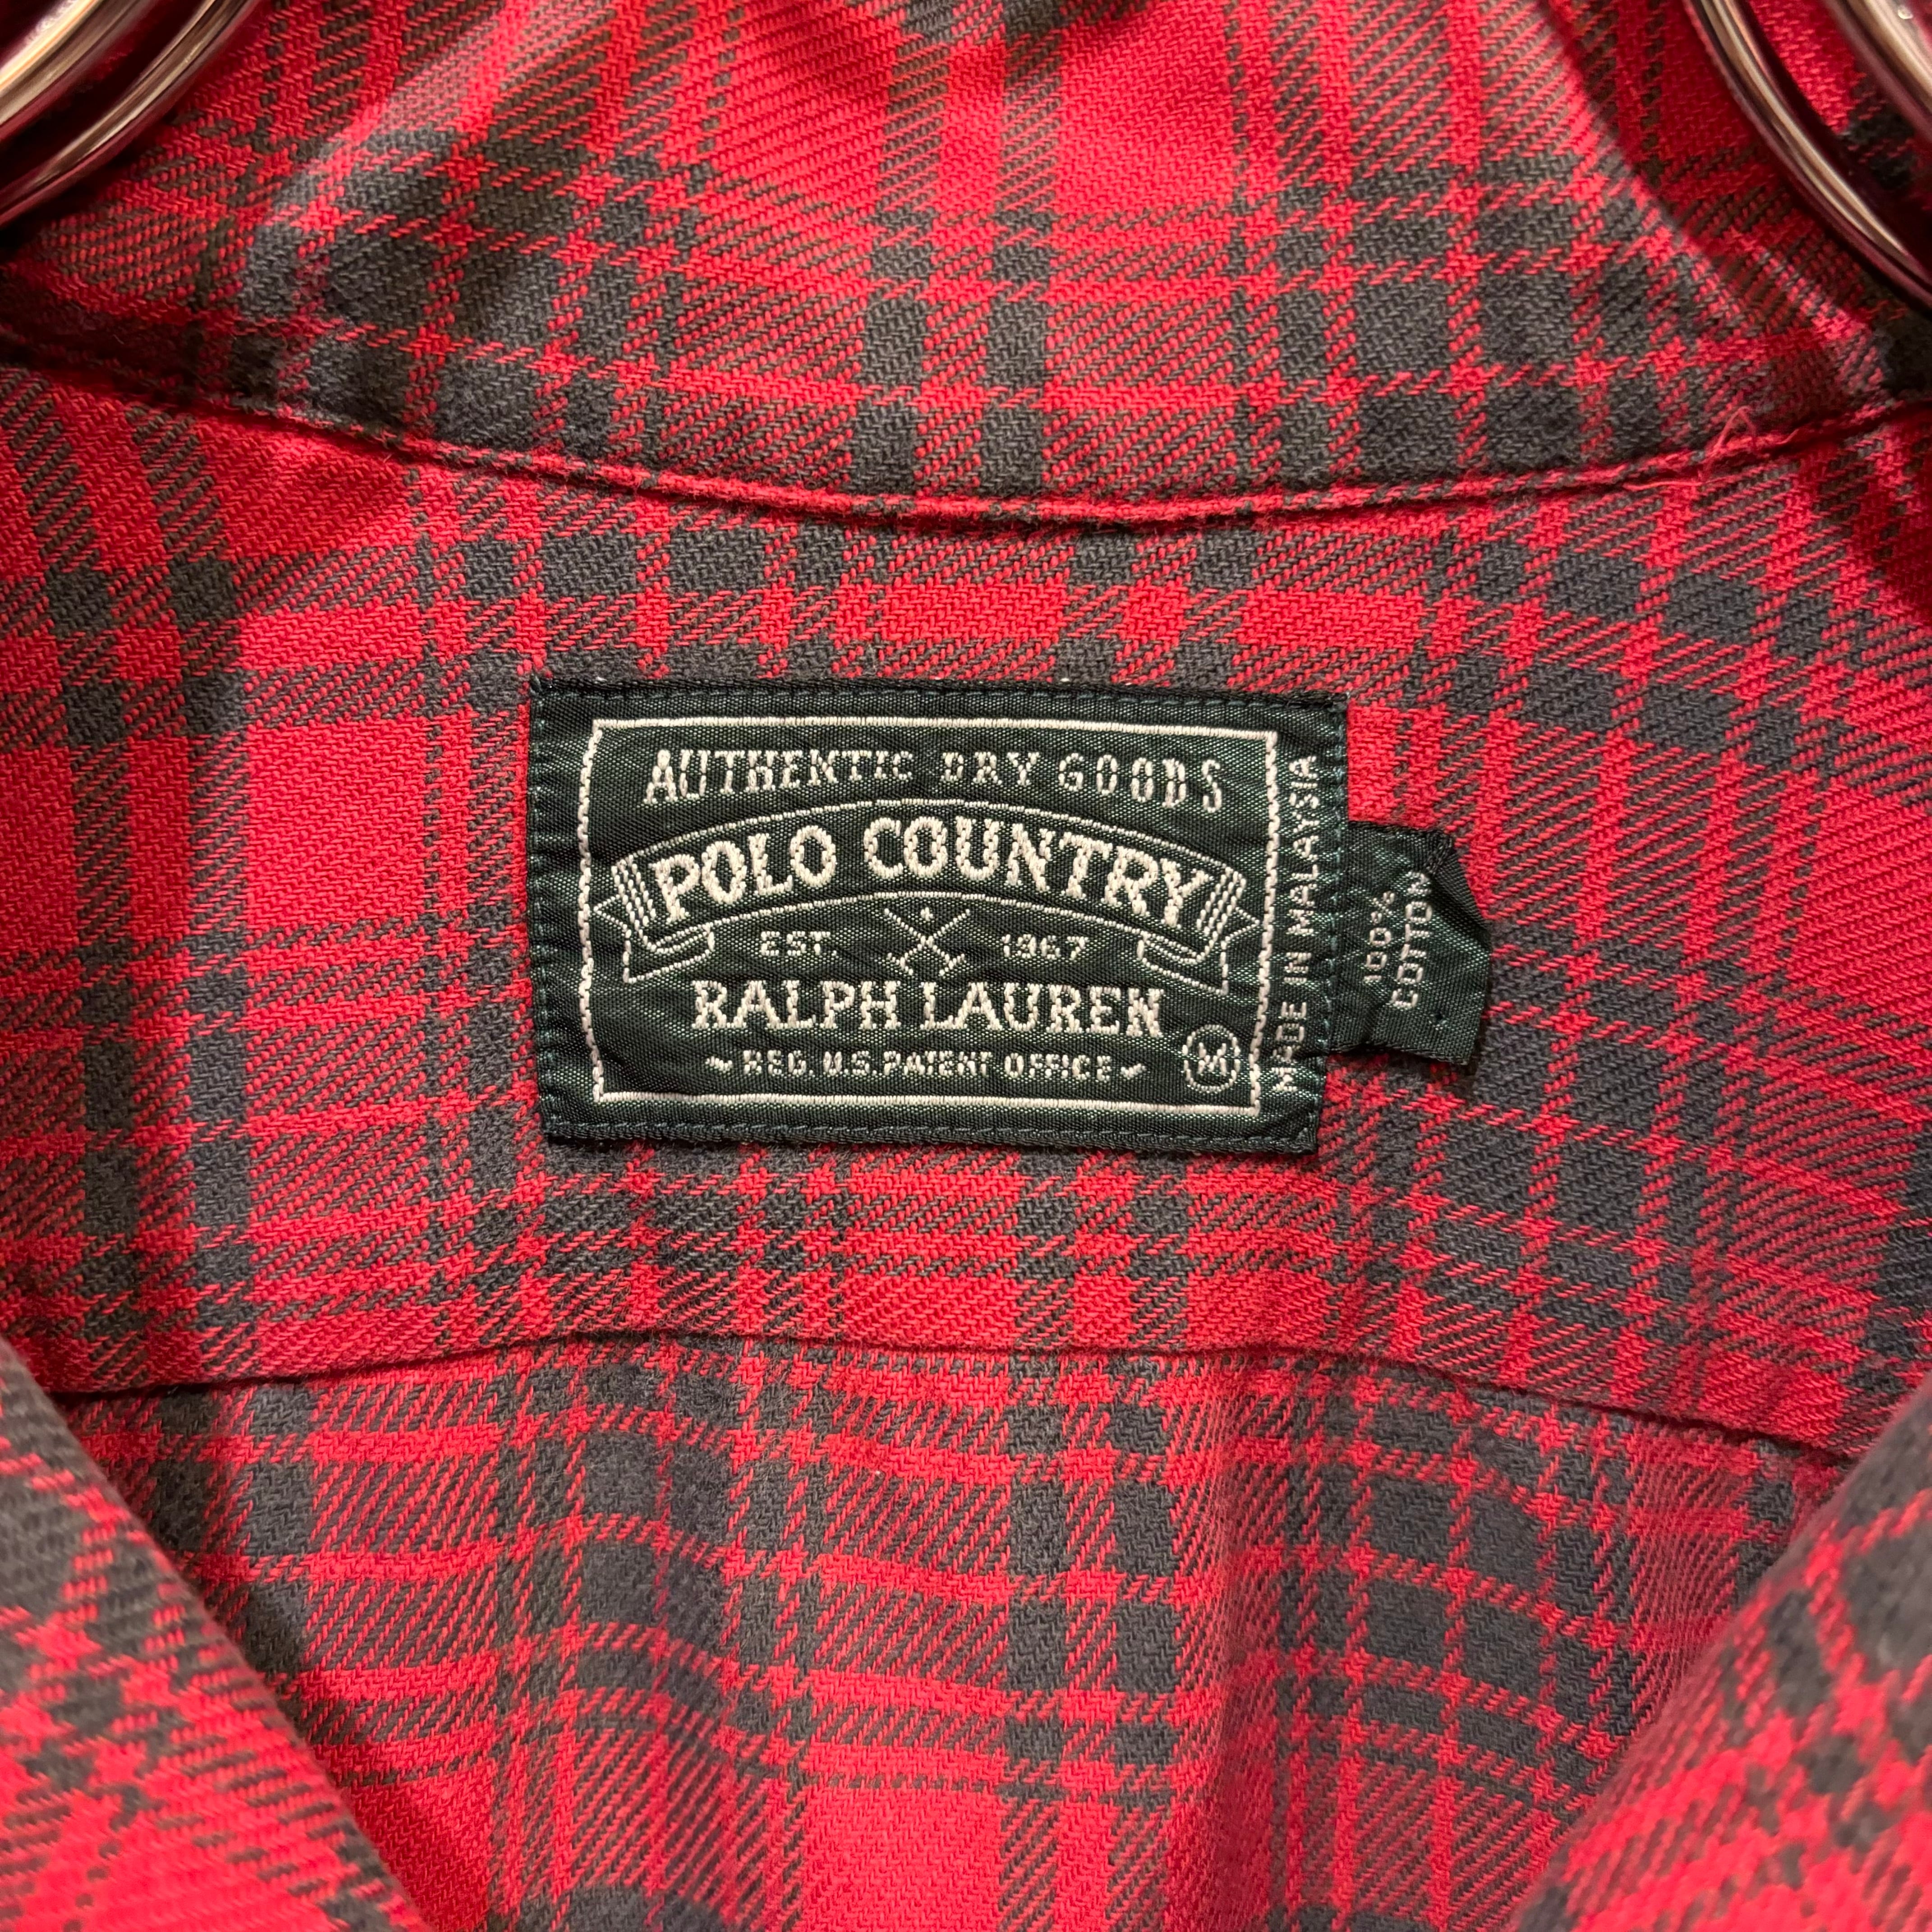 AUTHENTIC DRY GOODS
POLO COUNTRY
EST. 1967
RALPH LAUREN
~ REG. U.S. PATENT OFFICE ~
M
MADE IN MALAYSIA
100%
COTTON